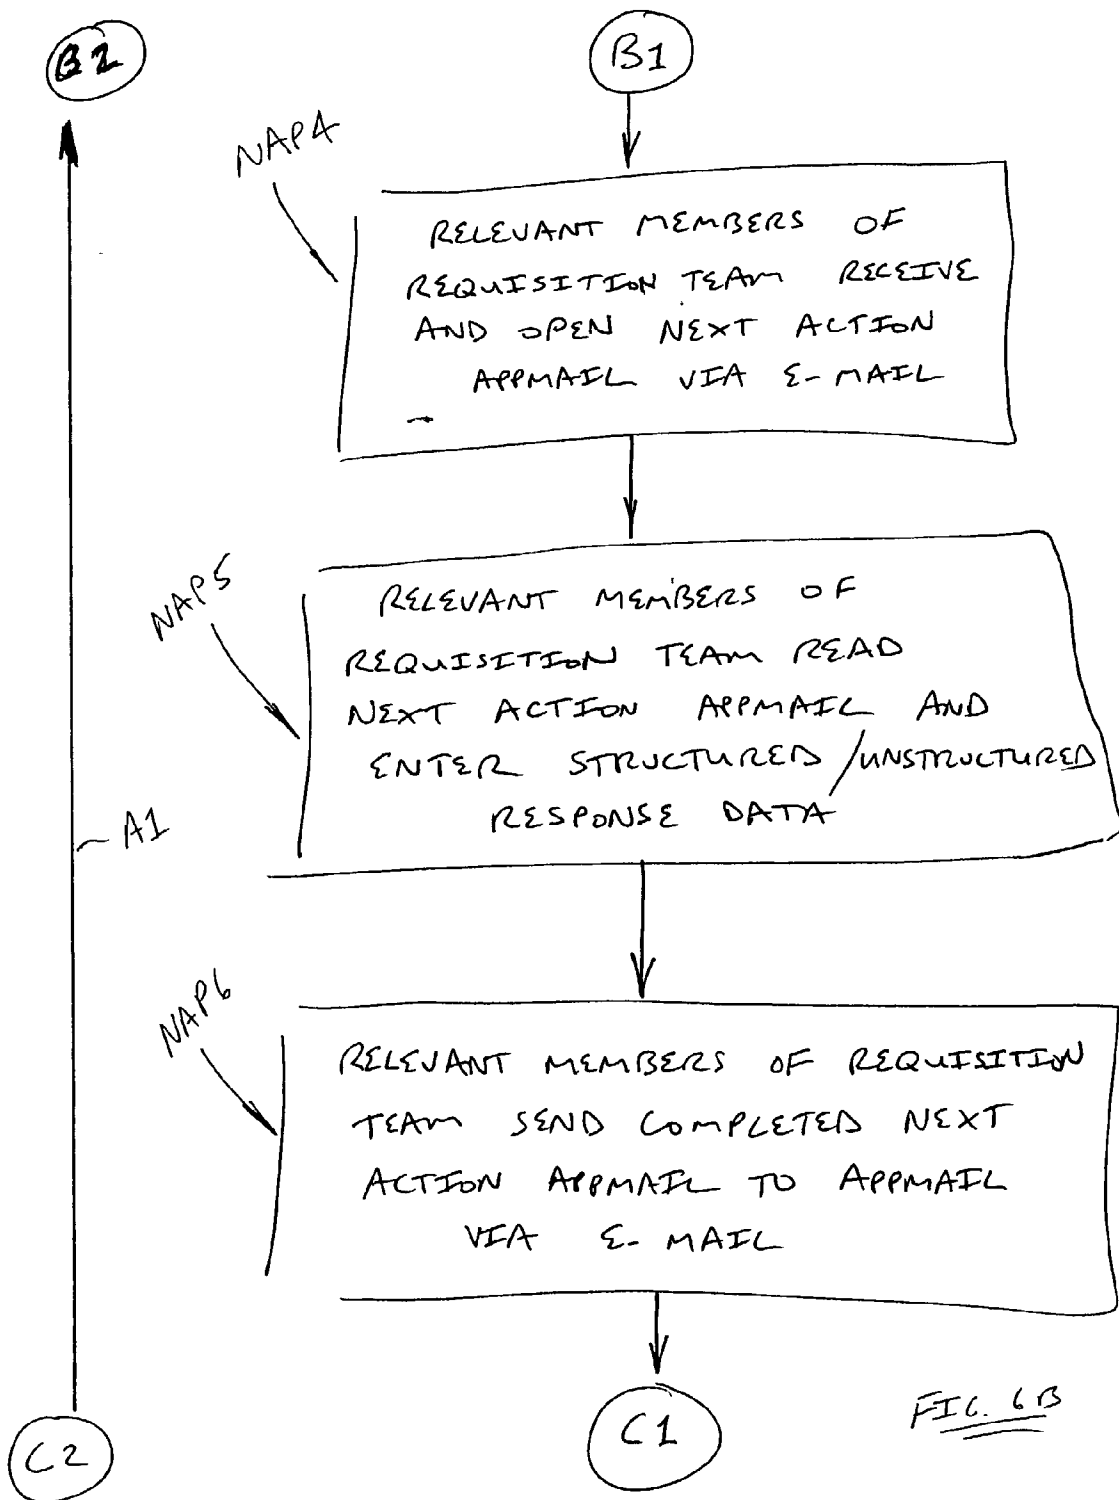 B2
B1
NAP4
RELEVANT MEMBERS OF
REQUISITION TEAM RECEIVE
AND OPEN NEXT ACTION
APPMAIL VIA E-MAIL
NAP5
RELEVANT MEMBERS OF
REQUISITION TEAM READ
NEXT ACTION APPMAIL AND
ENTER STRUCTURED/UNSTRUCTURED
RESPONSE DATA
A1
NAP6
RELEVANT MEMBERS OF REQUISITION
TEAM SEND COMPLETED NEXT
ACTION APPMAIL TO APPMAIL
VIA E-MAIL
C2
C1
FIG. 6B